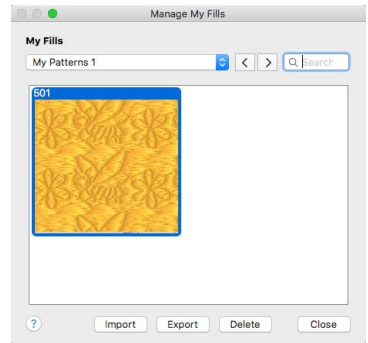 Manage My Fills
My Fills
My Patterns 1
< >
Search
501
?
Import
Export
Delete
Close